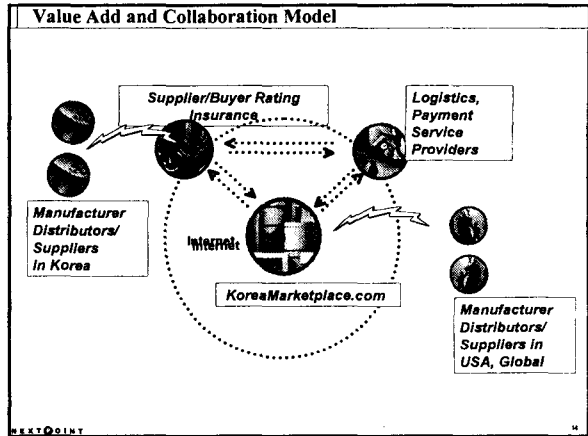 Value Add and Collaboration Model
Supplier/Buyer Rating
Insurance
Logistics,
Payment
Service
Providers
Manufacturer
Distributors/
Suppliers
in Korea
Internet
Internet
KoreaMarketplace.com
Manufacturer
Distributors/
Suppliers in
USA, Global
NEXTPOINT
14